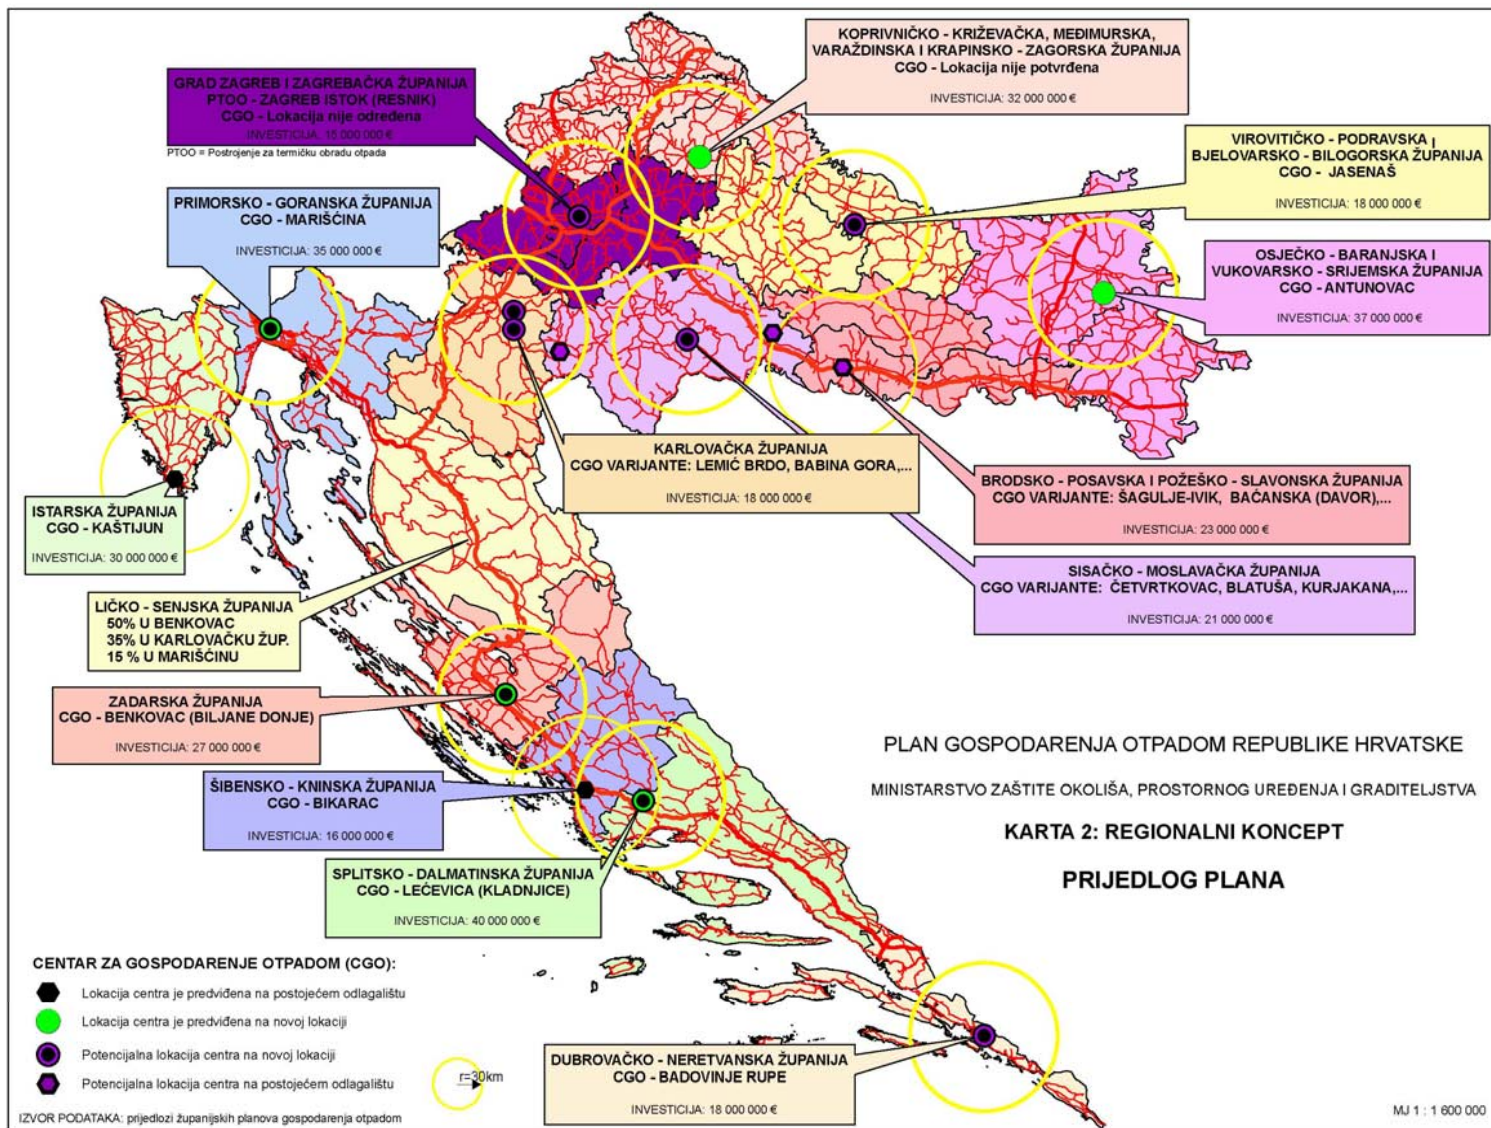 KOPRIVNIČKO - KRIŽEVAČKA, MEĐIMURSKA,
VARAŽDINSKA I KRAPINSKO - ZAGORSKA ŽUPANIJA
CGO - Lokacija nije potvrđena
INVESTICIJA: 32 000 000 €
GRAD ZAGREB I ZAGREBAČKA ŽUPANIJA
PTOO - ZAGREB ISTOK (RESNIK)
CGO - Lokacija nije određena
INVESTICIJA: 15 000 000 €
PTOO = Postrojenje za termičku obradu otpada
VIROVITIČKO - PODRAVSKA I
BJELOVARSKO - BILOGORSKA ŽUPANIJA
CGO - JASENAŠ
INVESTICIJA: 18 000 000 €
PRIMORSKO - GORANSKA ŽUPANIJA
CGO - MARIŠĆINA
INVESTICIJA: 35 000 000 €
OSJEČKO - BARANJSKA I
VUKOVARSKO - SRIJEMSKA ŽUPANIJA
CGO - ANTUNOVAC
INVESTICIJA: 37 000 000 €
KARLOVAČKA ŽUPANIJA
CGO VARIJANTE: LEMIĆ BRDO, BABINA GORA,...
INVESTICIJA: 18 000 000 €
BRODSKO - POSAVSKA I POŽEŠKO - SLAVONSKA ŽUPANIJA
CGO VARIJANTE: ŠAGULJE-IVIK, BAĆANSKA (DAVOR),...
INVESTICIJA: 23 000 000 €
ISTARSKA ŽUPANIJA
CGO - KAŠTIJUN
INVESTICIJA: 30 000 000 €
SISAČKO - MOSLAVAČKA ŽUPANIJA
CGO VARIJANTE: ČETVRTKOVAC, BLATUŠA, KURJAKANA,...
INVESTICIJA: 21 000 000 €
LIČKO - SENJSKA ŽUPANIJA
50% U BENKOVAC
35% U KARLOVAČKU ŽUP.
15 % U MARIŠĆINU
ZADARSKA ŽUPANIJA
CGO - BENKOVAC (BILJANE DONJE)
INVESTICIJA: 27 000 000 €
ŠIBENSKO - KNINSKA ŽUPANIJA
CGO - BIKARAC
INVESTICIJA: 16 000 000 €
SPLITSKO - DALMATINSKA ŽUPANIJA
CGO - LEĆEVICA (KLADNJICE)
INVESTICIJA: 40 000 000 €
PLAN GOSPODARENJA OTPADOM REPUBLIKE HRVATSKE
MINISTARSTVO ZAŠTITE OKOLIŠA, PROSTORNOG UREĐENJA I GRADITELJSTVA
KARTA 2: REGIONALNI KONCEPT
PRIJEDLOG PLANA
CENTAR ZA GOSPODARENJE OTPADOM (CGO):
Lokacija centra je predviđena na postojećem odlagalištu
Lokacija centra je predviđena na novoj lokaciji
Potencijalna lokacija centra na novoj lokaciji
Potencijalna lokacija centra na postojećem odlagalištu
r=30km
DUBROVAČKO - NERETVANSKA ŽUPANIJA
CGO - BADOVINJE RUPE
INVESTICIJA: 18 000 000 €
IZVOR PODATAKA: prijedlozi županijskih planova gospodarenja otpadom
MJ 1 : 1 600 000